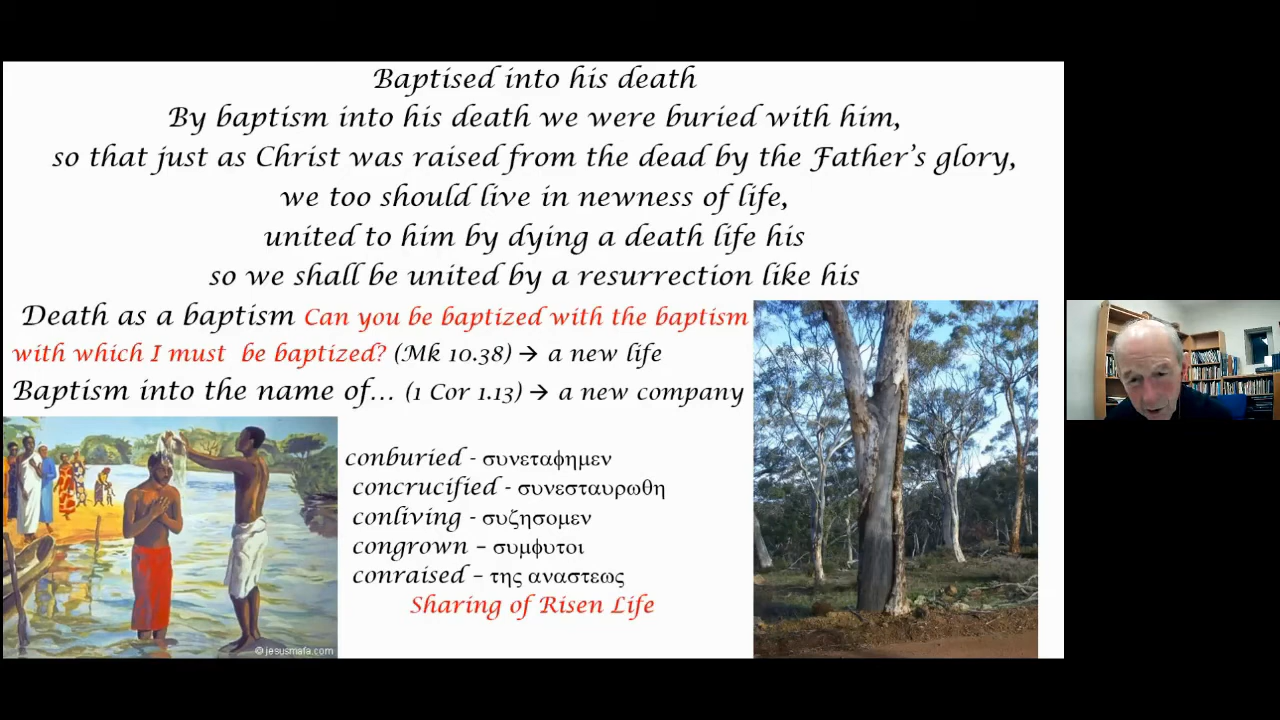 Baptised into his death
By baptism into his death we were buried with him,
so that just as Christ was raised from the dead by the Father's glory,
we too should live in newness of life,
united to him by dying a death life his
so we shall be united by a resurrection like his
Death as a baptism Can you be baptized with the baptism
with which I must be baptized? (Mk 10.38) → a new life
Baptism into the name of... (1 Cor 1.13) → a new company
conburied - συνεταφημεν
concrucified - συνεσταυρωθη
conliving - συζησομεν
congrown – συμφυτοι
conraised – της αναστεως
Sharing of Risen Life
© jesusmafa.com